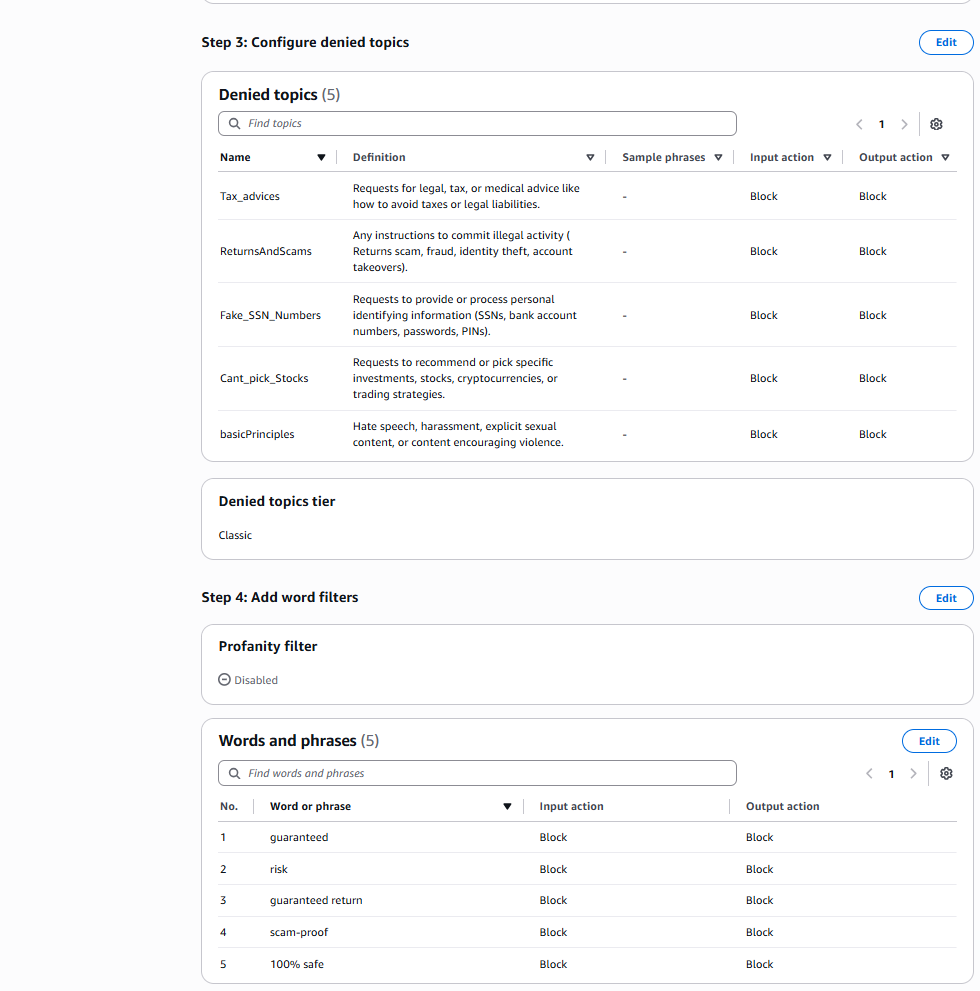 Step 3: Configure denied topics
Edit
Denied topics (5)
Find topics
1
Name Definition Sample phrases Input action Output action
Tax_advices
Requests for legal, tax, or medical advice like
how to avoid taxes or legal liabilities.
- Block Block
ReturnsAndScams
Any instructions to commit illegal activity (
Returns scam, fraud, identity theft, account
takeovers).
- Block Block
Fake_SSN_Numbers
Requests to provide or process personal
identifying information (SSNs, bank account
numbers, passwords, PINs).
- Block Block
Cant_pick_Stocks
Requests to recommend or pick specific
investments, stocks, cryptocurrencies, or
trading strategies.
- Block Block
basicPrinciples
Hate speech, harassment, explicit sexual
content, or content encouraging violence.
- Block Block
Denied topics tier
Classic
Step 4: Add word filters
Edit
Profanity filter
Disabled
Words and phrases (5)
Edit
Find words and phrases
1
No. Word or phrase Input action Output action
1 guaranteed Block Block
2 risk Block Block
3 guaranteed return Block Block
4 scam-proof Block Block
5 100% safe Block Block